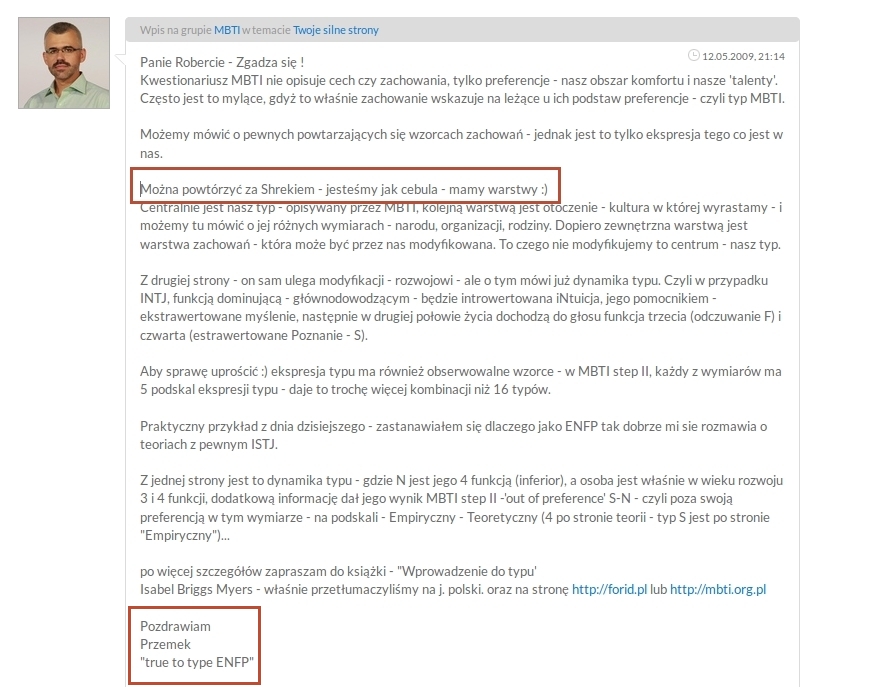 Wpis na grupie MBTI w temacie Twoje silne strony
12.05.2009, 21:14
Panie Robercie - Zgadza się !
Kwestionariusz MBTI nie opisuje cech czy zachowania, tylko preferencje - nasz obszar komfortu i nasze 'talenty'.
Często jest to mylące, gdyż to właśnie zachowanie wskazuje na leżące u ich podstaw preferencje - czyli typ MBTI.
Możemy mówić o pewnych powtarzających się wzorcach zachowań - jednak jest to tylko ekspresja tego co jest w
nas.
Można powtórzyć za Shrekiem - jesteśmy jak cebula - mamy warstwy :)
Centralnie jest nasz typ - opisywany przez MBTI, kolejną warstwą jest otoczenie - kultura w której wyrastamy - i
możemy tu mówić o jej różnych wymiarach - narodu, organizacji, rodziny. Dopiero zewnętrzna warstwą jest
warstwa zachowań - która może być przez nas modyfikowana. To czego nie modyfikujemy to centrum - nasz typ.
Z drugiej strony - on sam ulega modyfikacji - rozwojowi - ale o tym mówi już dynamika typu. Czyli w przypadku
INTJ, funkcją dominującą - głównodowodzącym - będzie introwertowana iNtuicja, jego pomocnikiem -
ekstrawertowane myślenie, następnie w drugiej połowie życia dochodzą do głosu funkcja trzecia (odczuwanie F) i
czwarta (estrawertowane Poznanie - S).
Aby sprawę uprościć :) ekspresja typu ma również obserwowalne wzorce - w MBTI step II, każdy z wymiarów ma
5 podskal ekspresji typu - daje to trochę więcej kombinacji niż 16 typów.
Praktyczny przykład z dnia dzisiejszego - zastanawiałem się dlaczego jako ENFP tak dobrze mi sie rozmawia o
teoriach z pewnym ISTJ.
Z jednej strony jest to dynamika typu - gdzie N jest jego 4 funkcją (inferior), a osoba jest właśnie w wieku rozwoju
3 i 4 funkcji, dodatkową informację dał jego wynik MBTI step II -'out of preference' S-N - czyli poza swoją
preferencją w tym wymiarze - na podskali - Empiryczny - Teoretyczny (4 po stronie teorii - typ S jest po stronie
"Empiryczny")...
po więcej szczegółów zapraszam do książki - "Wprowadzenie do typu'
Isabel Briggs Myers - właśnie przetłumaczyliśmy na j. polski. oraz na stronę http://forid.pl lub http://mbti.org.pl
Pozdrawiam
Przemek
"true to type ENFP"